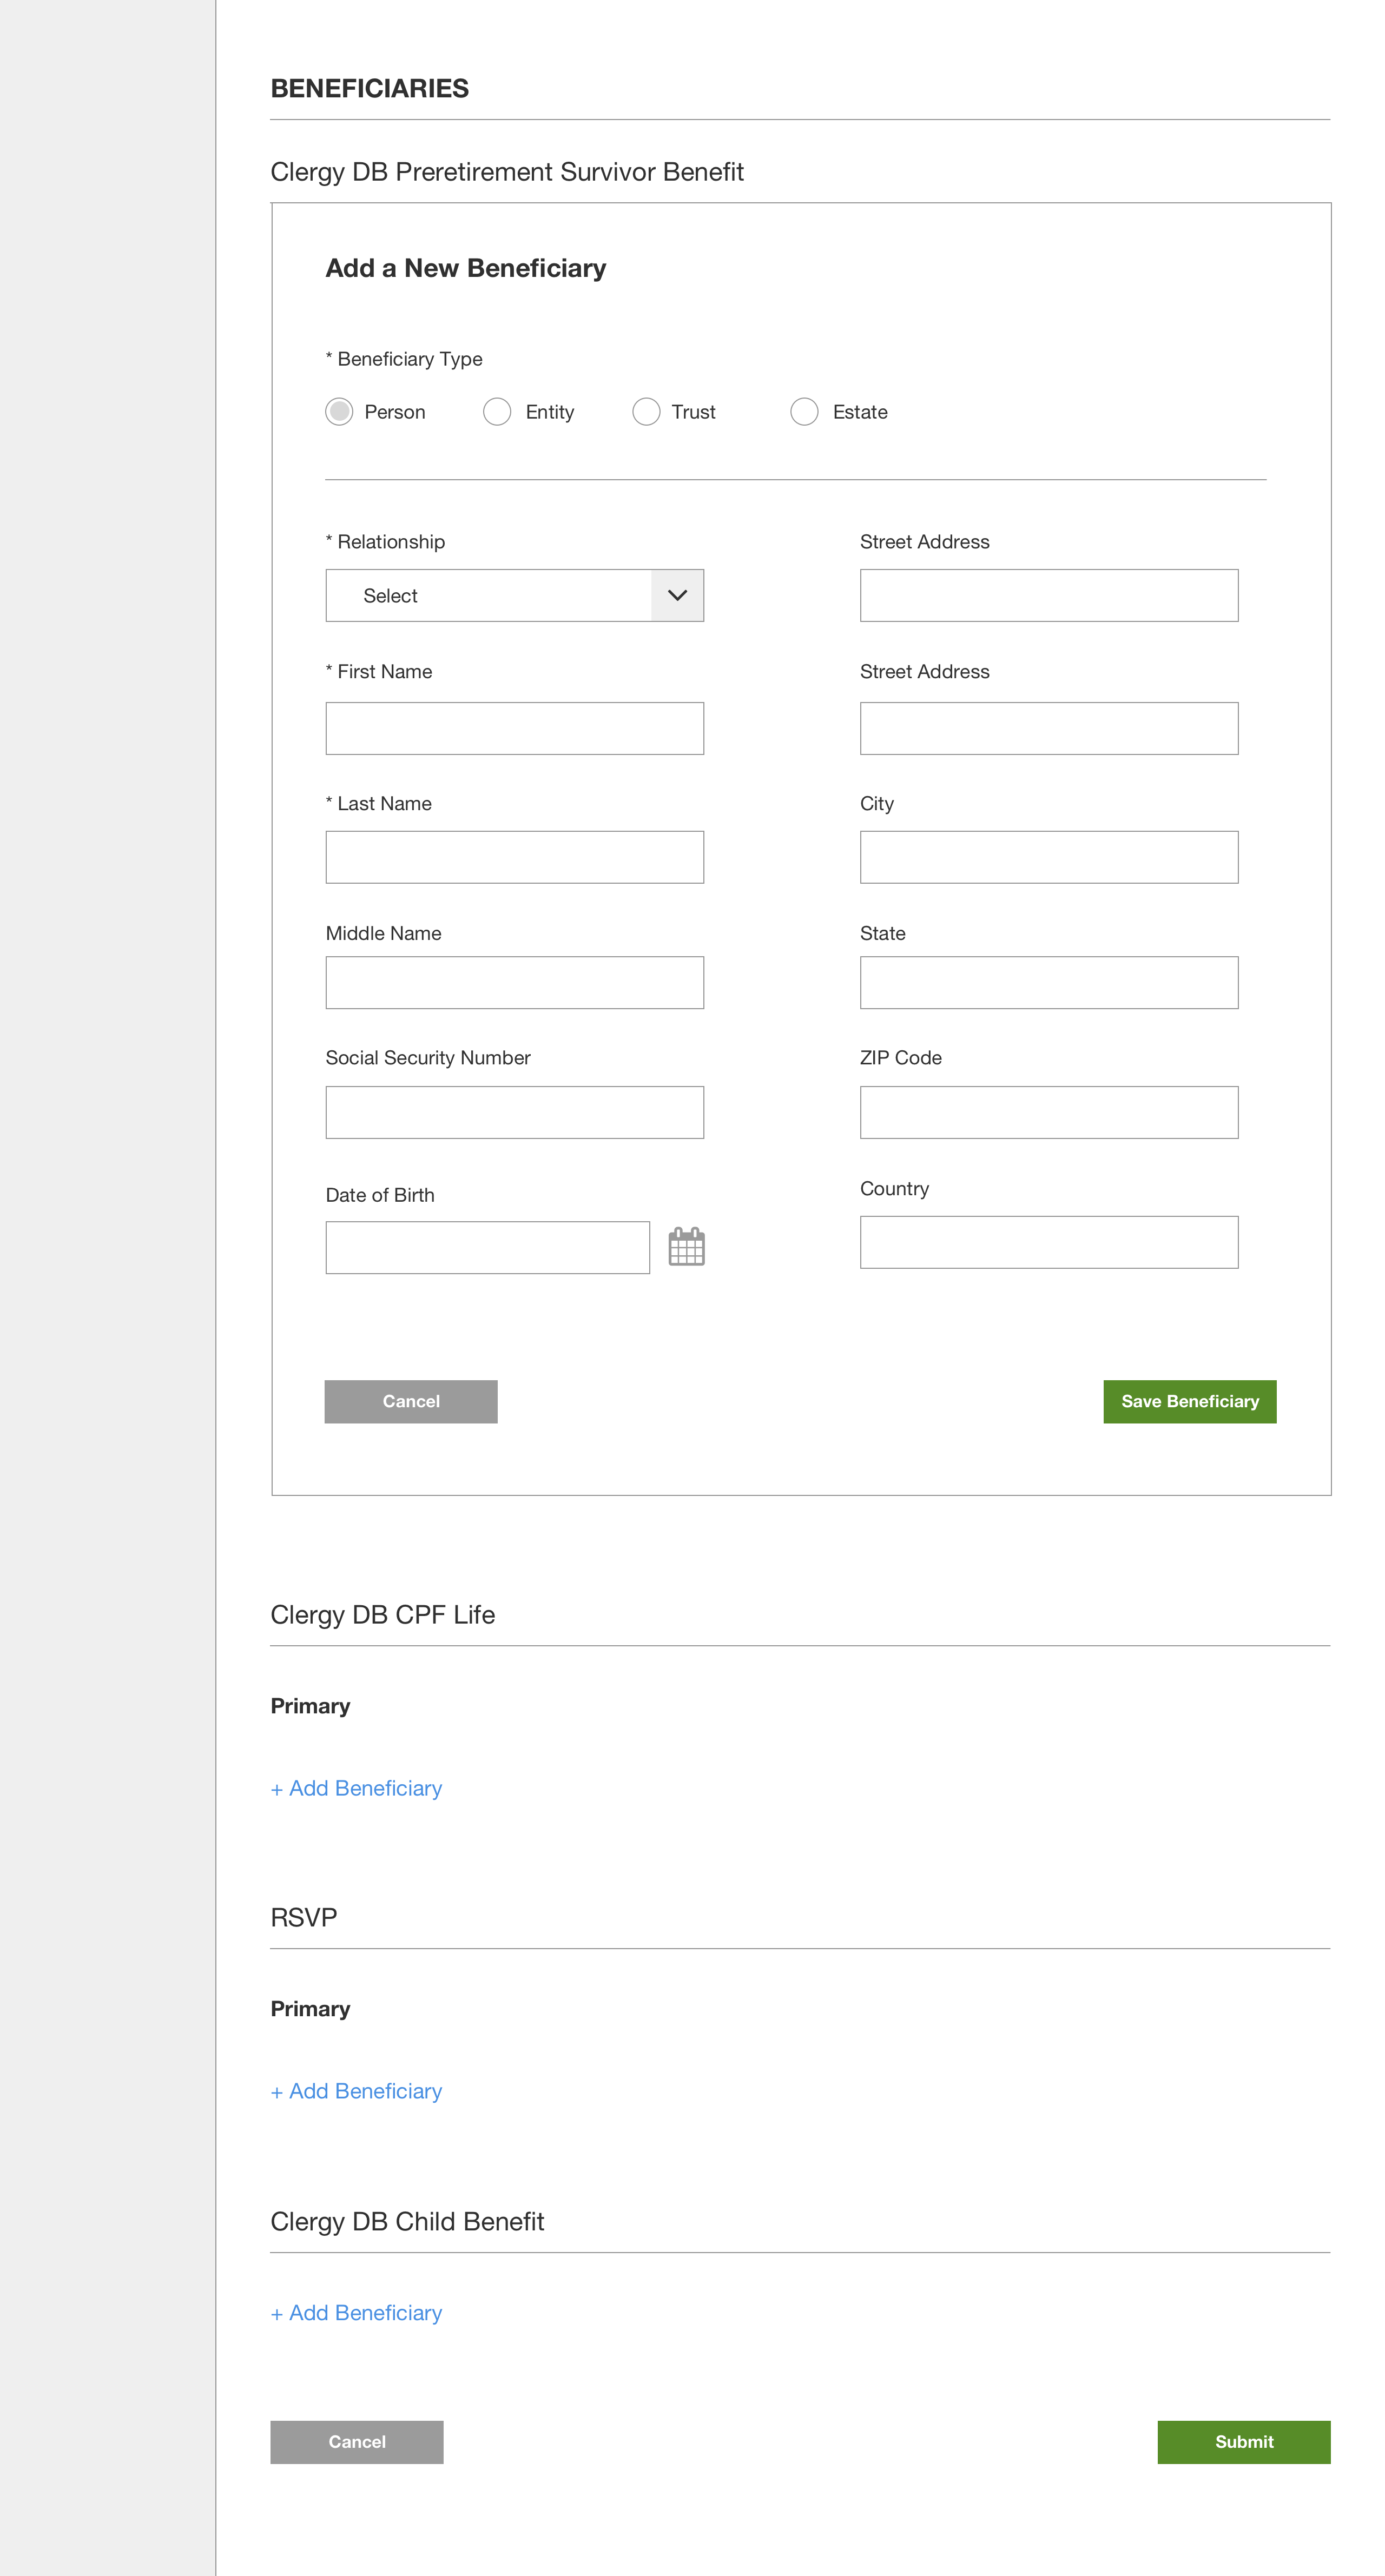 BENEFICIARIES
Clergy DB Preretirement Survivor Benefit
Add a New Beneficiary
* Beneficiary Type
Person Entity Trust Estate
* Relationship
Select
* First Name
* Last Name
Middle Name
Social Security Number
Date of Birth
Street Address
Street Address
City
State
ZIP Code
Country
Cancel
Save Beneficiary
Clergy DB CPF Life
Primary
+ Add Beneficiary
RSVP
Primary
+ Add Beneficiary
Clergy DB Child Benefit
+ Add Beneficiary
Cancel
Submit